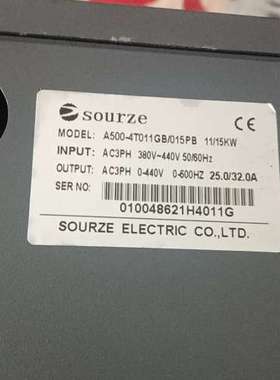 sourze
CE
MODEL: A500-4T011GB/015PB 11/15KW
INPUT: AC3PH 380V~440V 50/60Hz
OUTPUT: AC3PH 0-440V 0-600HZ 25.0/32.0A
SER NO:
010048621H4011G
SOURZE ELECTRIC CO.,LTD.